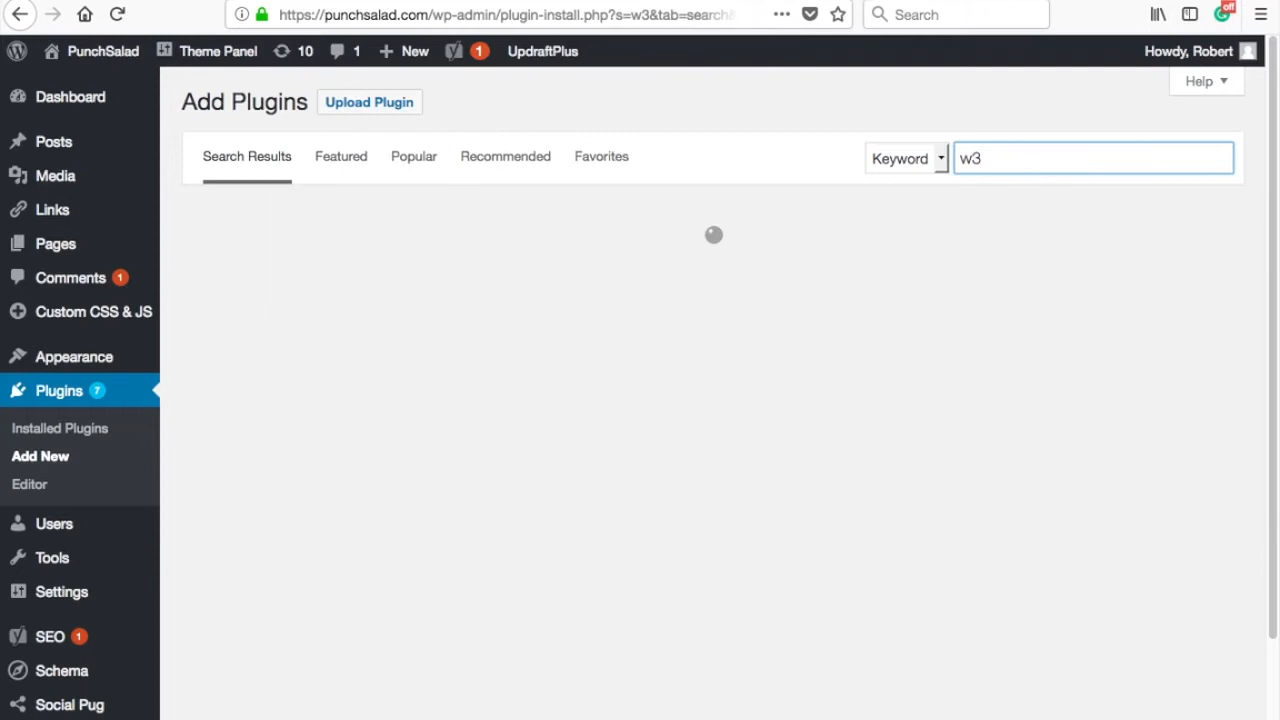 https://punchsalad.com/wp-admin/plugin-install.php?s=w3&tab=search&
Search
off
PunchSalad
Theme Panel
10
1
New
1
UpdraftPlus
Howdy, Robert
Dashboard
Posts
Media
Links
Pages
Comments 1
Custom CSS & JS
Appearance
Plugins 7
Installed Plugins
Add New
Editor
Users
Tools
Settings
SEO 1
Schema
Social Pug
Help
Add Plugins
Upload Plugin
Search Results
Featured
Popular
Recommended
Favorites
Keyword
w3